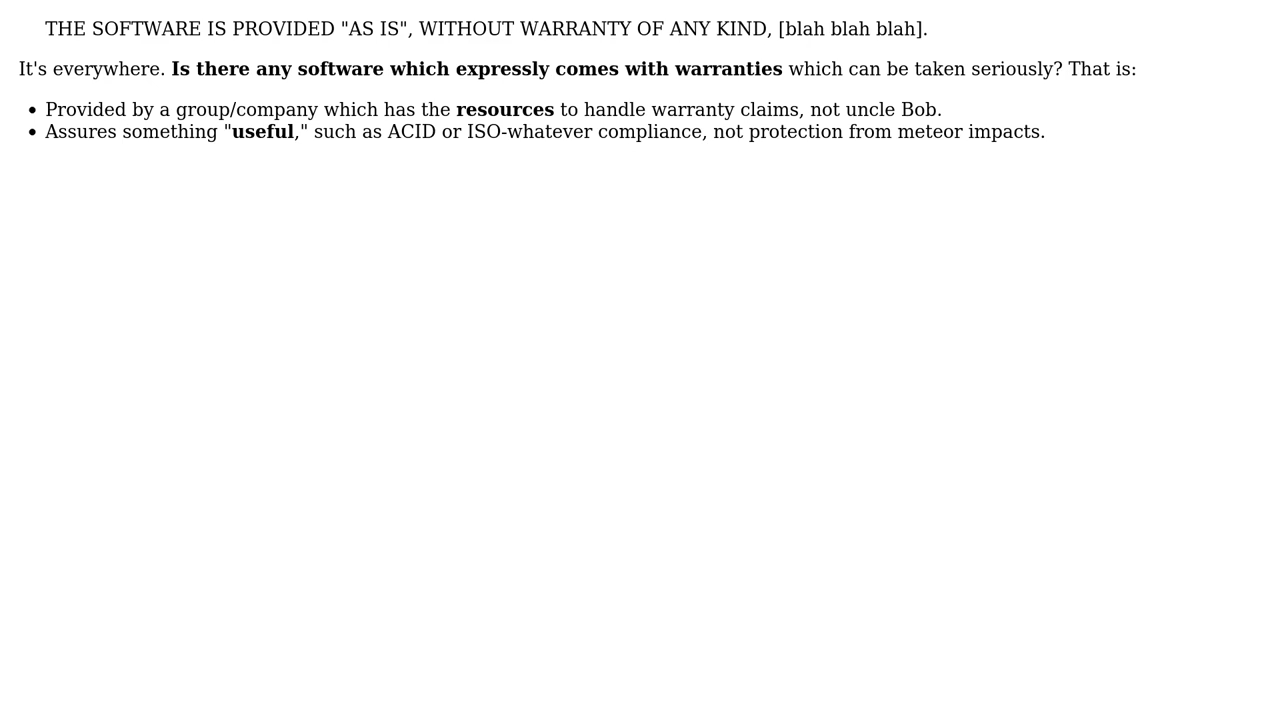 THE SOFTWARE IS PROVIDED "AS IS", WITHOUT WARRANTY OF ANY KIND, [blah blah blah].
It's everywhere. Is there any software which expressly comes with warranties which can be taken seriously? That is:
• Provided by a group/company which has the resources to handle warranty claims, not uncle Bob.
• Assures something "useful," such as ACID or ISO-whatever compliance, not protection from meteor impacts.